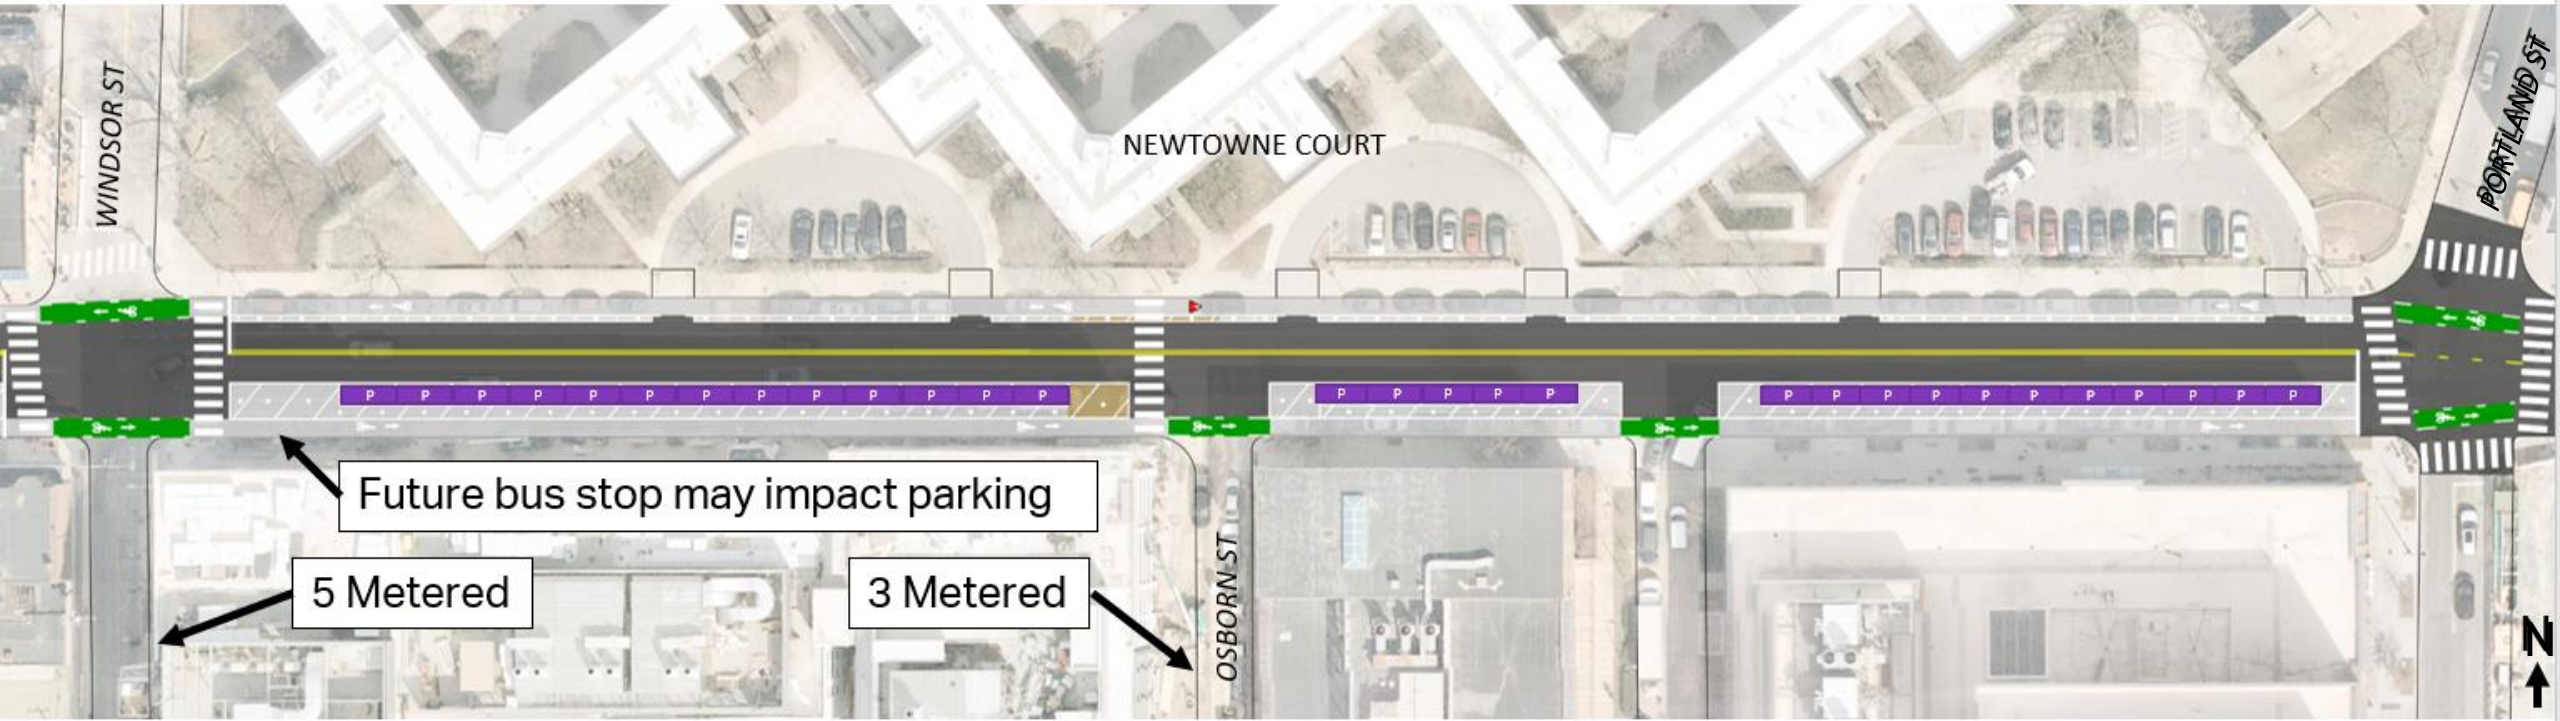 WINDSOR ST
NEWTOWNE COURT
PORTLAND ST
P P P P P P P P P P P P P
P P P P P
P P P P P P P P P P P
Future bus stop may impact parking
5 Metered
3 Metered
OSBORN ST
N